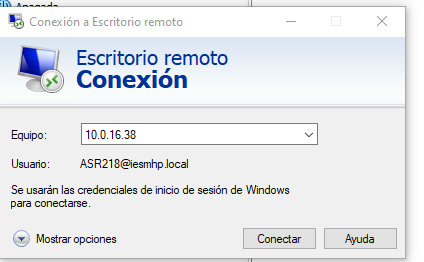 Apagada
Conexión a Escritorio remoto
Escritorio remoto
Conexión
Equipo:
10.0.16.38
Usuario:
ASR218@iesmhp.local
Se usarán las credenciales de inicio de sesión de Windows
para conectarse.
Mostrar opciones
Conectar
Ayuda